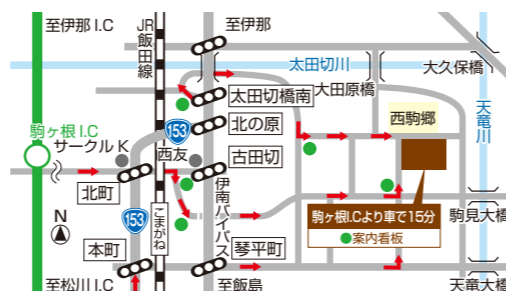 至伊那I.C
JR飯田線
至伊那
太田切川
大久保橋
太田切橋南
大田原橋
天竜川
駒ヶ根I.C
サークルK
153
北の原
西駒郷
西友
古田切
北町
伊南バイパス
駒ヶ根I.Cより車で15分
案内看板
駒見大橋
N
153
こまがね
本町
琴平町
至松川I.C
至飯島
天竜大橋